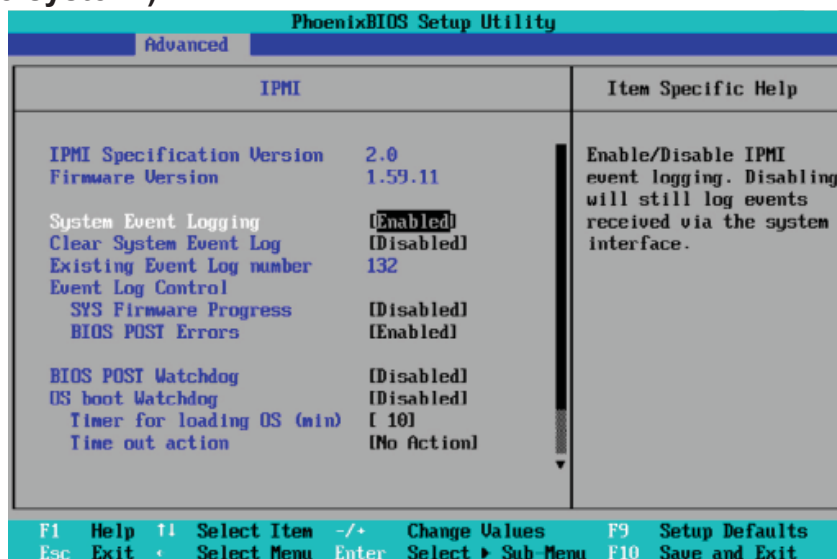 PhoenixBIOS Setup Utility
Advanced
IPMI
Item Specific Help
IPMI Specification Version 2.0
Firmware Version 1.59.11
System Event Logging [Enabled]
Clear System Event Log [Disabled]
Existing Event Log number 132
Event Log Control
SYS Firmware Progress [Disabled]
BIOS POST Errors [Enabled]
BIOS POST Watchdog [Disabled]
OS boot Watchdog [Disabled]
Timer for loading OS (min) [ 10]
Time out action [No Action]
Enable/Disable IPMI
event logging. Disabling
will still log events
received via the system
interface.
F1 Help ↑↓ Select Item -/+ Change Values F9 Setup Defaults
Esc Exit ‹ Select Menu Enter Select ▶ Sub-Menu F10 Save and Exit